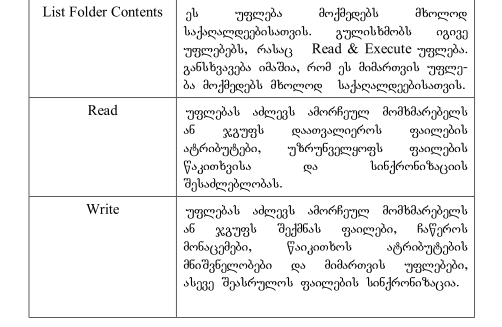 List Folder Contents
ეს უფლება მოქმედებს მხოლოდ
საქაღალდეებისათვის. გულისხმობს იგივე
უფლებებს, რასაც Read & Execute უფლება.
განსხვავება იმაშია, რომ ეს მიმართვის უფლე-
ბა მოქმედებს მხოლოდ საქაღალდეებისათვის.
Read
უფლებას აძლევს ამორჩეულ მომხმარებელს
ან ჯგუფს დაათვალიეროს ფაილების
ატრიბუტები, უზრუნველყოფს ფაილების
წაკითხვისა და სინქრონიზაციის
შესაძლებლობას.
Write
უფლებას აძლევს ამორჩეულ მომხმარებელს
ან ჯგუფს შექმნას ფაილები, ჩაწეროს
მონაცემები, წაიკითხოს ატრიბუტების
მნიშვნელობები და მიმართვის უფლებები,
ასევე შეასრულოს ფაილების სინქრონიზაცია.